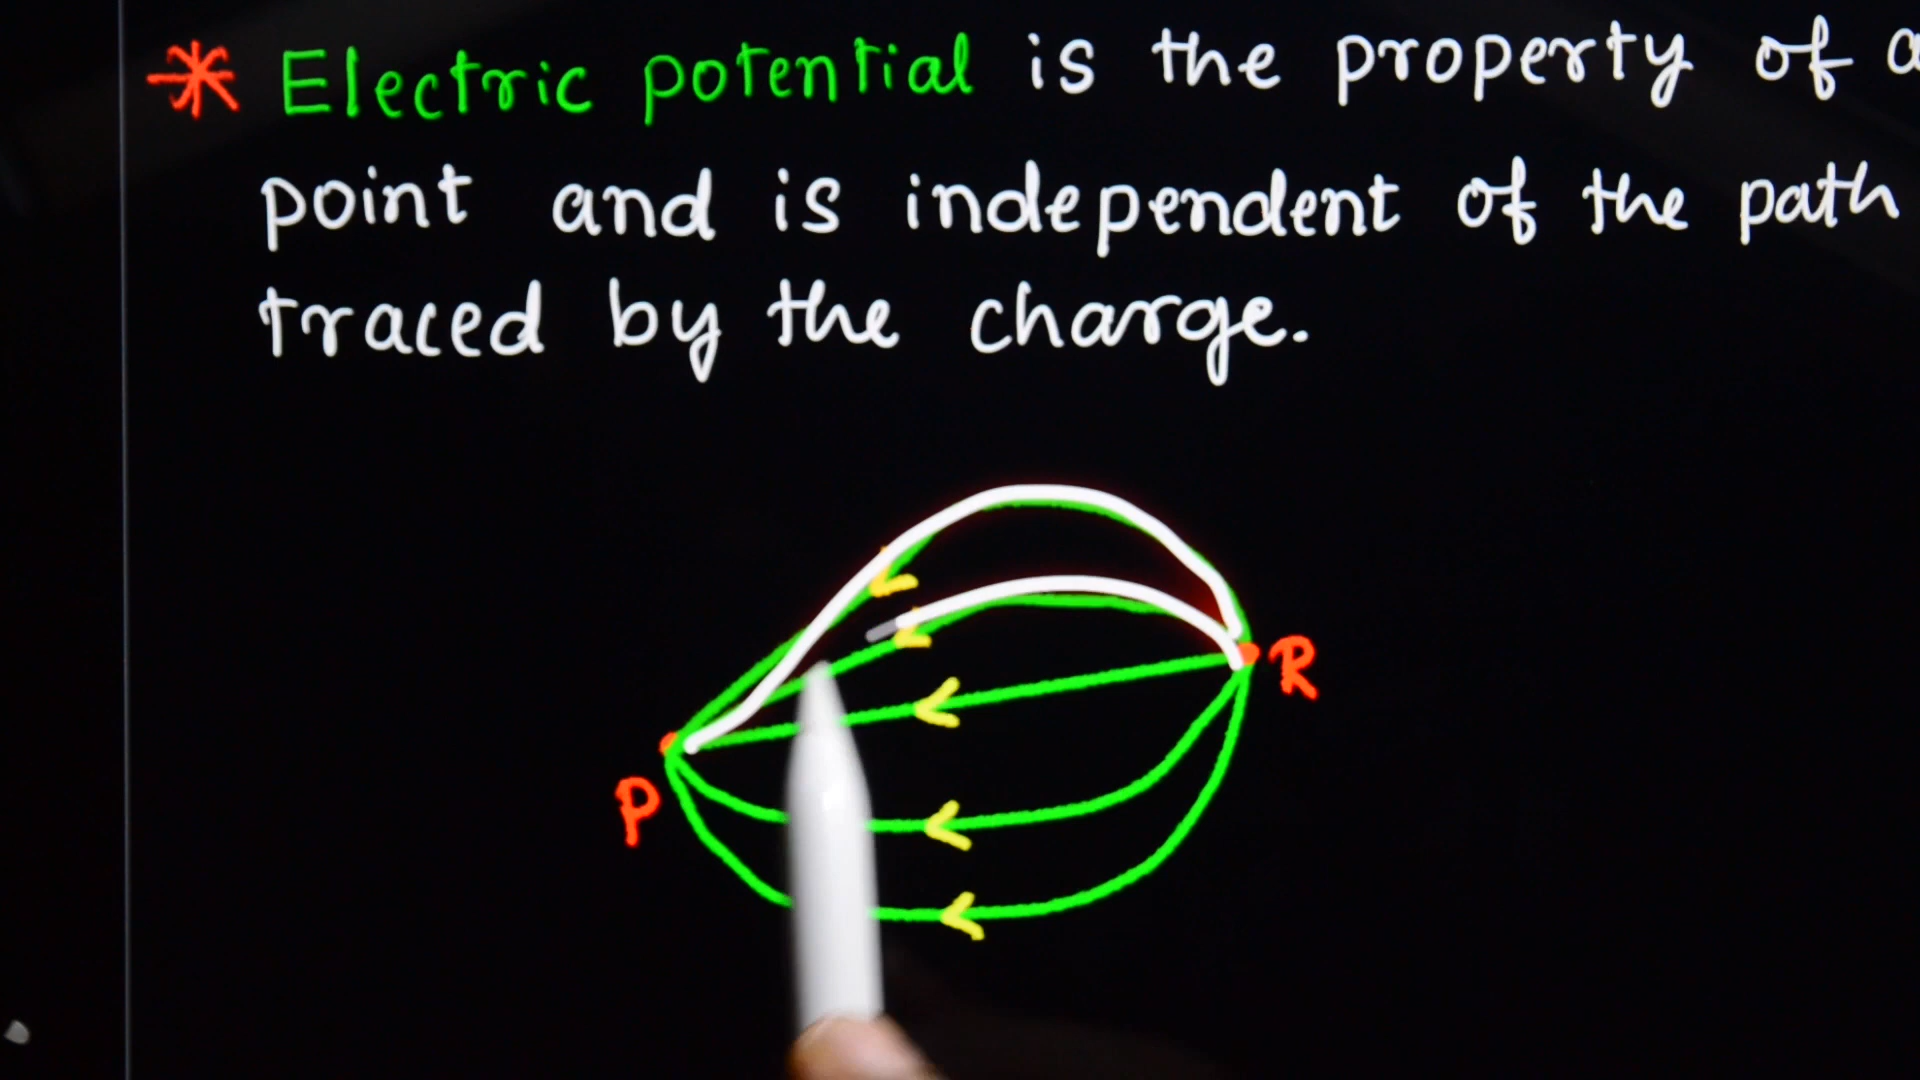 * Electric potential is the property of a
point and is independent of the path
traced by the charge.
R
P